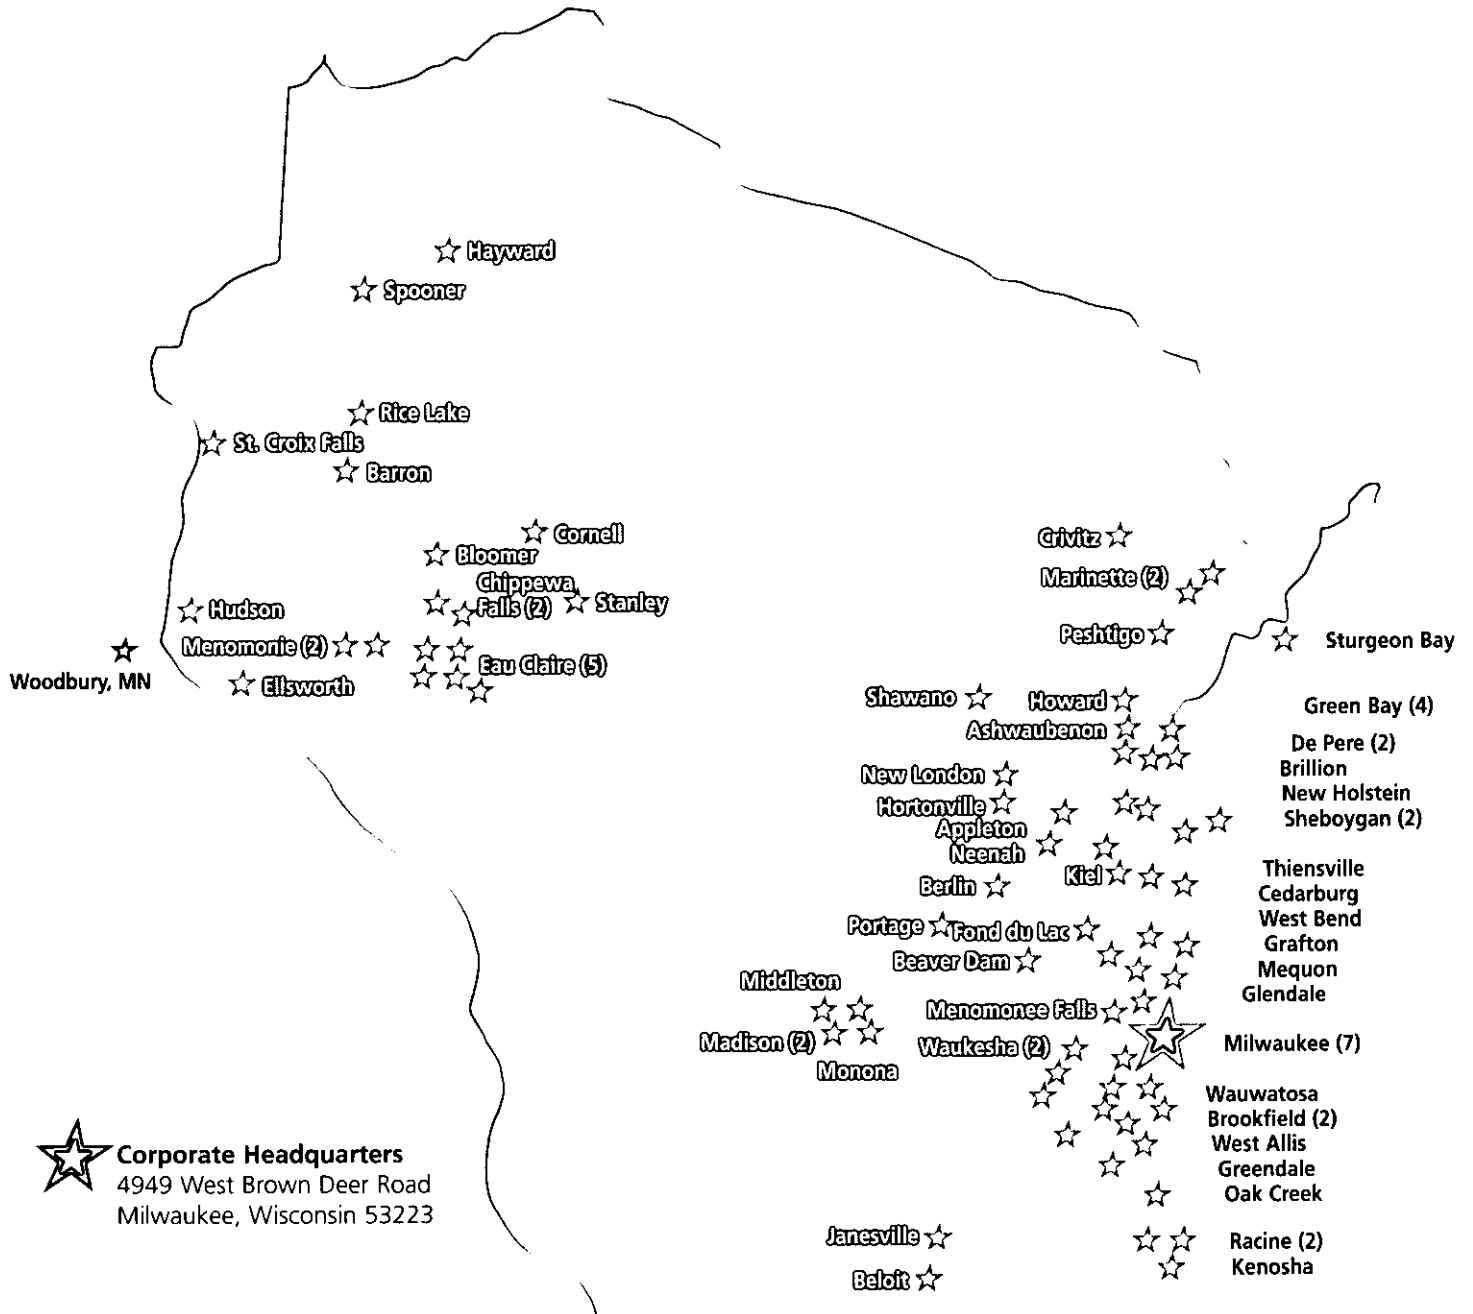 Hayward
Spooner
Rice Lake
St. Croix Falls
Barron
Cornell
Bloomer
Chippewa
Falls (2)
Stanley
Hudson
Menomonie (2)
Eau Claire (5)
Woodbury, MN
Ellsworth
Crivitz
Marinette (2)
Peshtigo
Sturgeon Bay
Shawano
Howard
Green Bay (4)
Ashwaubenon
De Pere (2)
Brillion
New London
New Holstein
Hortonville
Sheboygan (2)
Appleton
Neenah
Kiel
Thiensville
Berlin
Cedarburg
West Bend
Portage
Fond du Lac
Grafton
Beaver Dam
Mequon
Middleton
Glendale
Menomonee Falls
Madison (2)
Waukesha (2)
Milwaukee (7)
Monona
Wauwatosa
Brookfield (2)
West Allis
Greendale
Oak Creek
Corporate Headquarters
4949 West Brown Deer Road
Milwaukee, Wisconsin 53223
Janesville
Racine (2)
Beloit
Kenosha